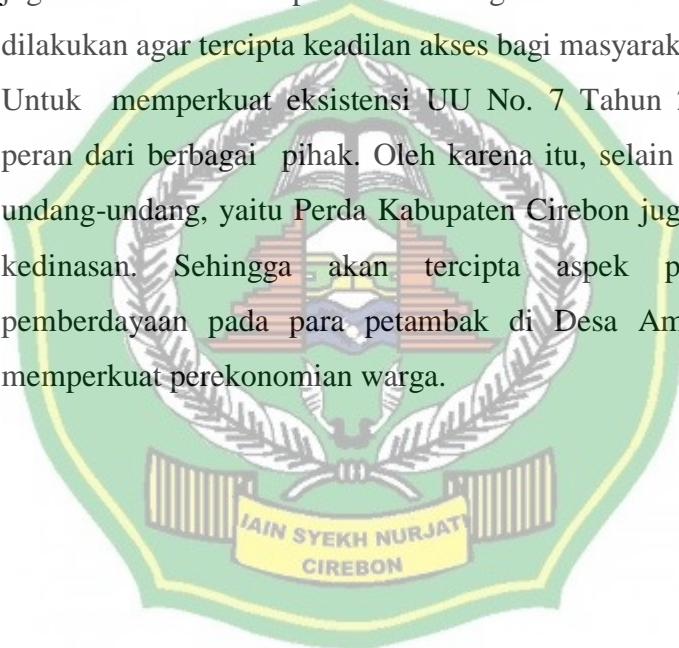 dilakukan agar tercipta keadilan akses bagi masyarak
Untuk memperkuat eksistensi UU No. 7 Tahun 2
peran dari berbagai pihak. Oleh karena itu, selain
undang-undang, yaitu Perda Kabupaten Cirebon jug
kedinasan. Sehingga akan tercipta aspek p
pemberdayaan pada para petambak di Desa Am
memperkuat perekonomian warga.
IAIN SYEKH NURJATI
CIREBON